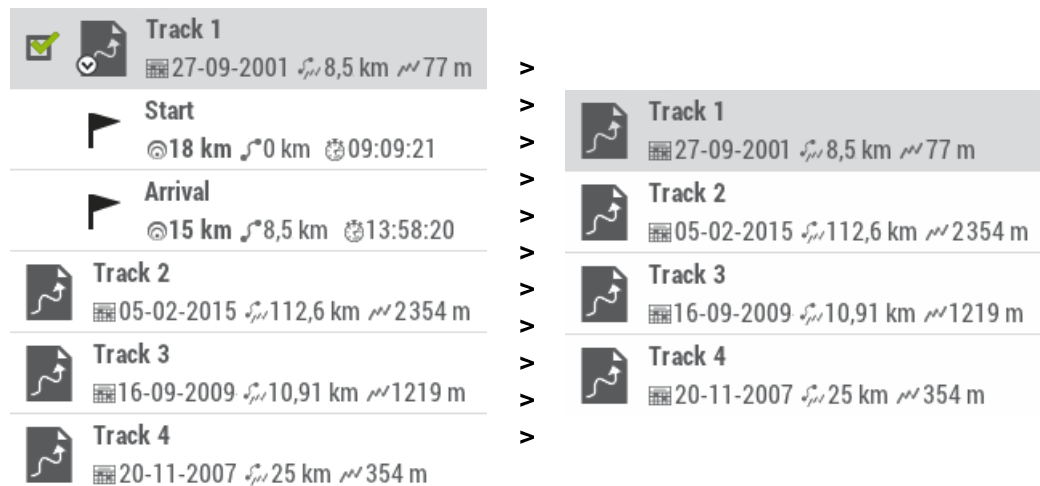 Track 1
27-09-2001 8,5 km 77 m
Start
18 km 0 km 09:09:21
Arrival
15 km 8,5 km 13:58:20
Track 2
05-02-2015 112,6 km 2354 m
Track 3
16-09-2009 10,91 km 1219 m
Track 4
20-11-2007 25 km 354 m
>
>
>
>
>
>
>
>
>
>
>
Track 1
27-09-2001 8,5 km 77 m
Track 2
05-02-2015 112,6 km 2354 m
Track 3
16-09-2009 10,91 km 1219 m
Track 4
20-11-2007 25 km 354 m